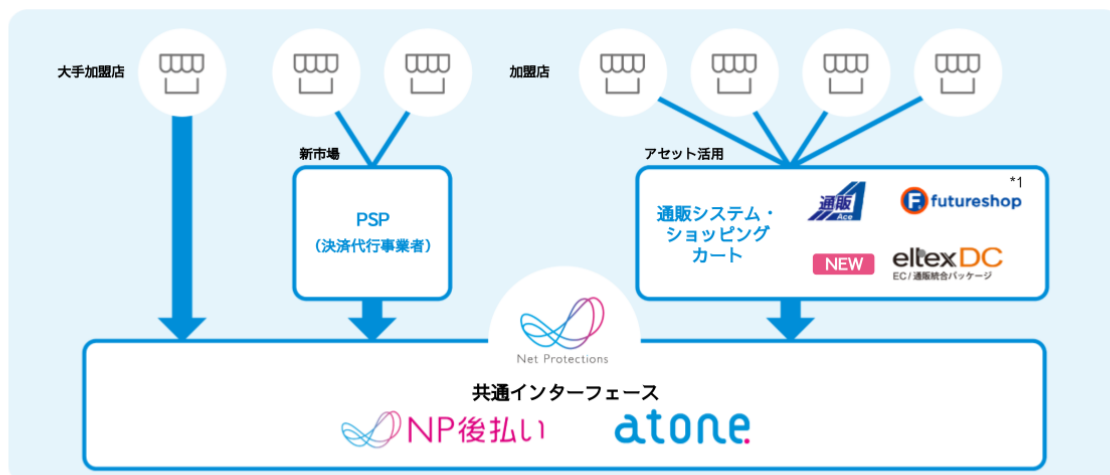 大手加盟店
加盟店
新市場
アセット活用
PSP
（決済代行事業者）
通販システム・
ショッピング
カート
通販
Ace
*1
futureshop
NEW
eltex DC
EC/通販統合パッケージ
Net Protections
共通インターフェース
NP後払い
atone.